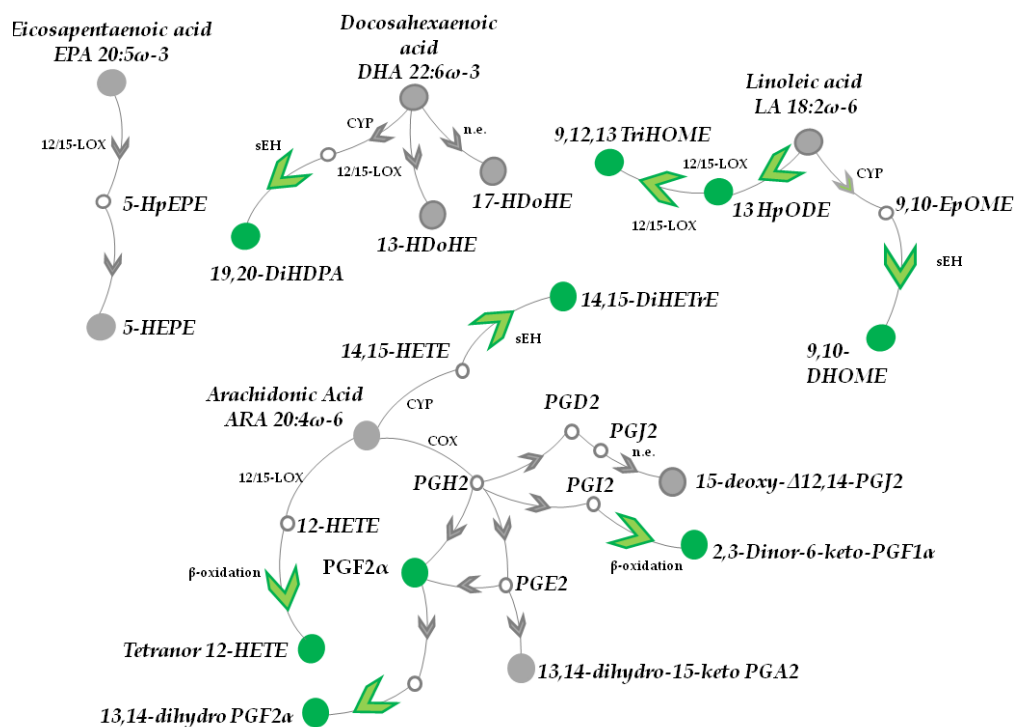 Eicosapentaenoic acid
EPA 20:5ω-3
12/15-LOX
5-HpEPE
5-HEPE
Docosahexaenoic
acid
DHA 22:6ω-3
CYP
n.e.
sEH
12/15-LOX
17-HDoHE
13-HDoHE
19,20-DiHDPA
Linoleic acid
LA 18:2ω-6
9,12,13 TriHOME
12/15-LOX
CYP
13 HpODE
9,10-EpOME
12/15-LOX
sEH
9,10-
DHOME
14,15-DiHETrE
sEH
14,15-HETE
Arachidonic Acid
ARA 20:4ω-6
CYP
COX
12/15-LOX
PGD2
PGJ2
n.e.
PGH2
PGI2
15-deoxy-Δ12,14-PGJ2
12-HETE
2,3-Dinor-6-keto-PGF1α
β-oxidation
β-oxidation
PGF2α
PGE2
Tetranor 12-HETE
13,14-dihydro-15-keto PGA2
13,14-dihydro PGF2α